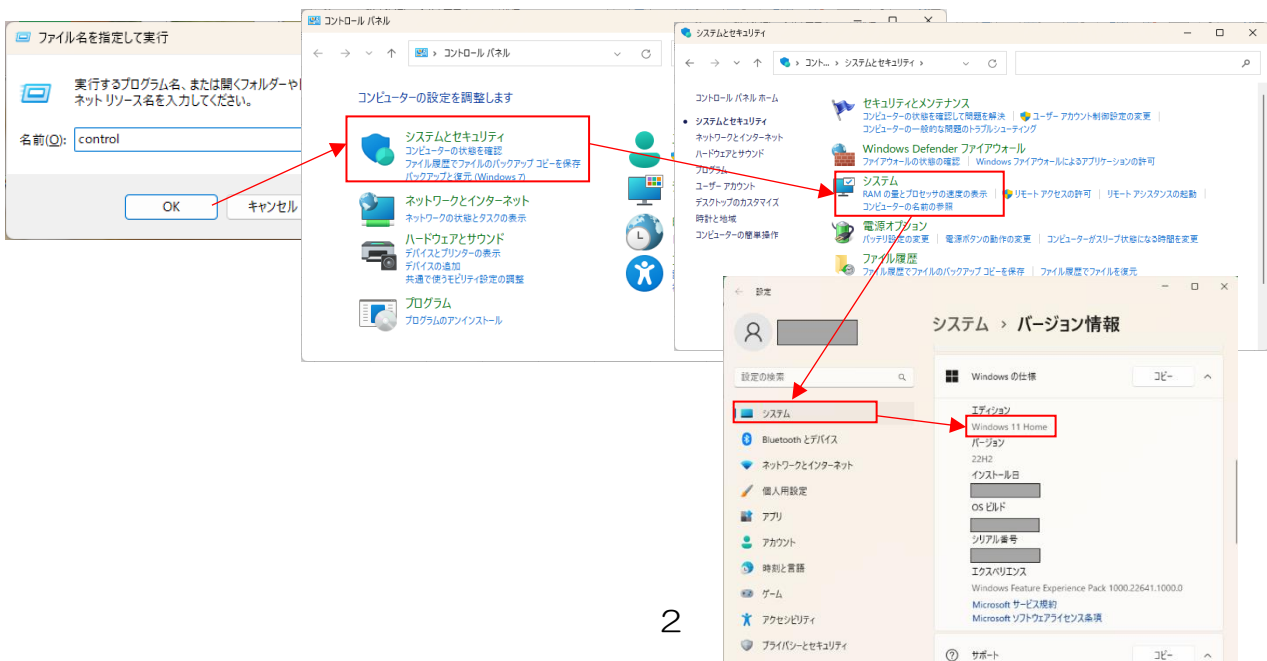 ファイル名を指定して実行
実行するプログラム名、または開くフォルダーや
ネット リソース名を入力してください。
名前(O):
control
OK
キャンセル
コントロール パネル
コントロール パネル
コンピューターの設定を調整します
システムとセキュリティ
コンピューターの状態を確認
ファイル履歴でファイルのバックアップ コピーを保存
バックアップと復元 (Windows 7)
ネットワークとインターネット
ネットワークの状態とタスクの表示
ハードウェアとサウンド
デバイスとプリンターの表示
デバイスの追加
共通で使うモビリティ設定の調整
プログラム
プログラムのアンインストール
システムとセキュリティ
コント... › システムとセキュリティ ›
コントロール パネル ホーム
システムとセキュリティ
ネットワークとインターネット
ハードウェアとサウンド
プログラム
ユーザー アカウント
デスクトップのカスタマイズ
時計と地域
コンピューターの簡単操作
セキュリティとメンテナンス
コンピューターの状態を確認して問題を解決
ユーザー アカウント制御設定の変更
コンピューターの一般的な問題のトラブルシューティング
Windows Defender ファイアウォール
ファイアウォールの状態の確認
Windows ファイアウォールによるアプリケーションの許可
システム
RAM の量とプロセッサの速度の表示
リモート アクセスの許可
リモート アシスタンスの起動
コンピューターの名前の参照
電源オプション
バッテリ設定の変更
電源ボタンの動作の変更
コンピューターがスリープ状態になる時間を変更
ファイル履歴
ファイル履歴でファイルのバックアップ コピーを保存
ファイル履歴でファイルを復元
設定
設定の検索
システム
Bluetooth とデバイス
ネットワークとインターネット
個人用設定
アプリ
アカウント
時刻と言語
ゲーム
アクセシビリティ
プライバシーとセキュリティ
システム › バージョン情報
Windows の仕様
コピー
エディション
Windows 11 Home
バージョン
22H2
インストール日
OS ビルド
シリアル番号
エクスペリエンス
Windows Feature Experience Pack 1000.22641.1000.0
Microsoft サービス規約
Microsoft ソフトウェアライセンス条項
サポート
コピー
2